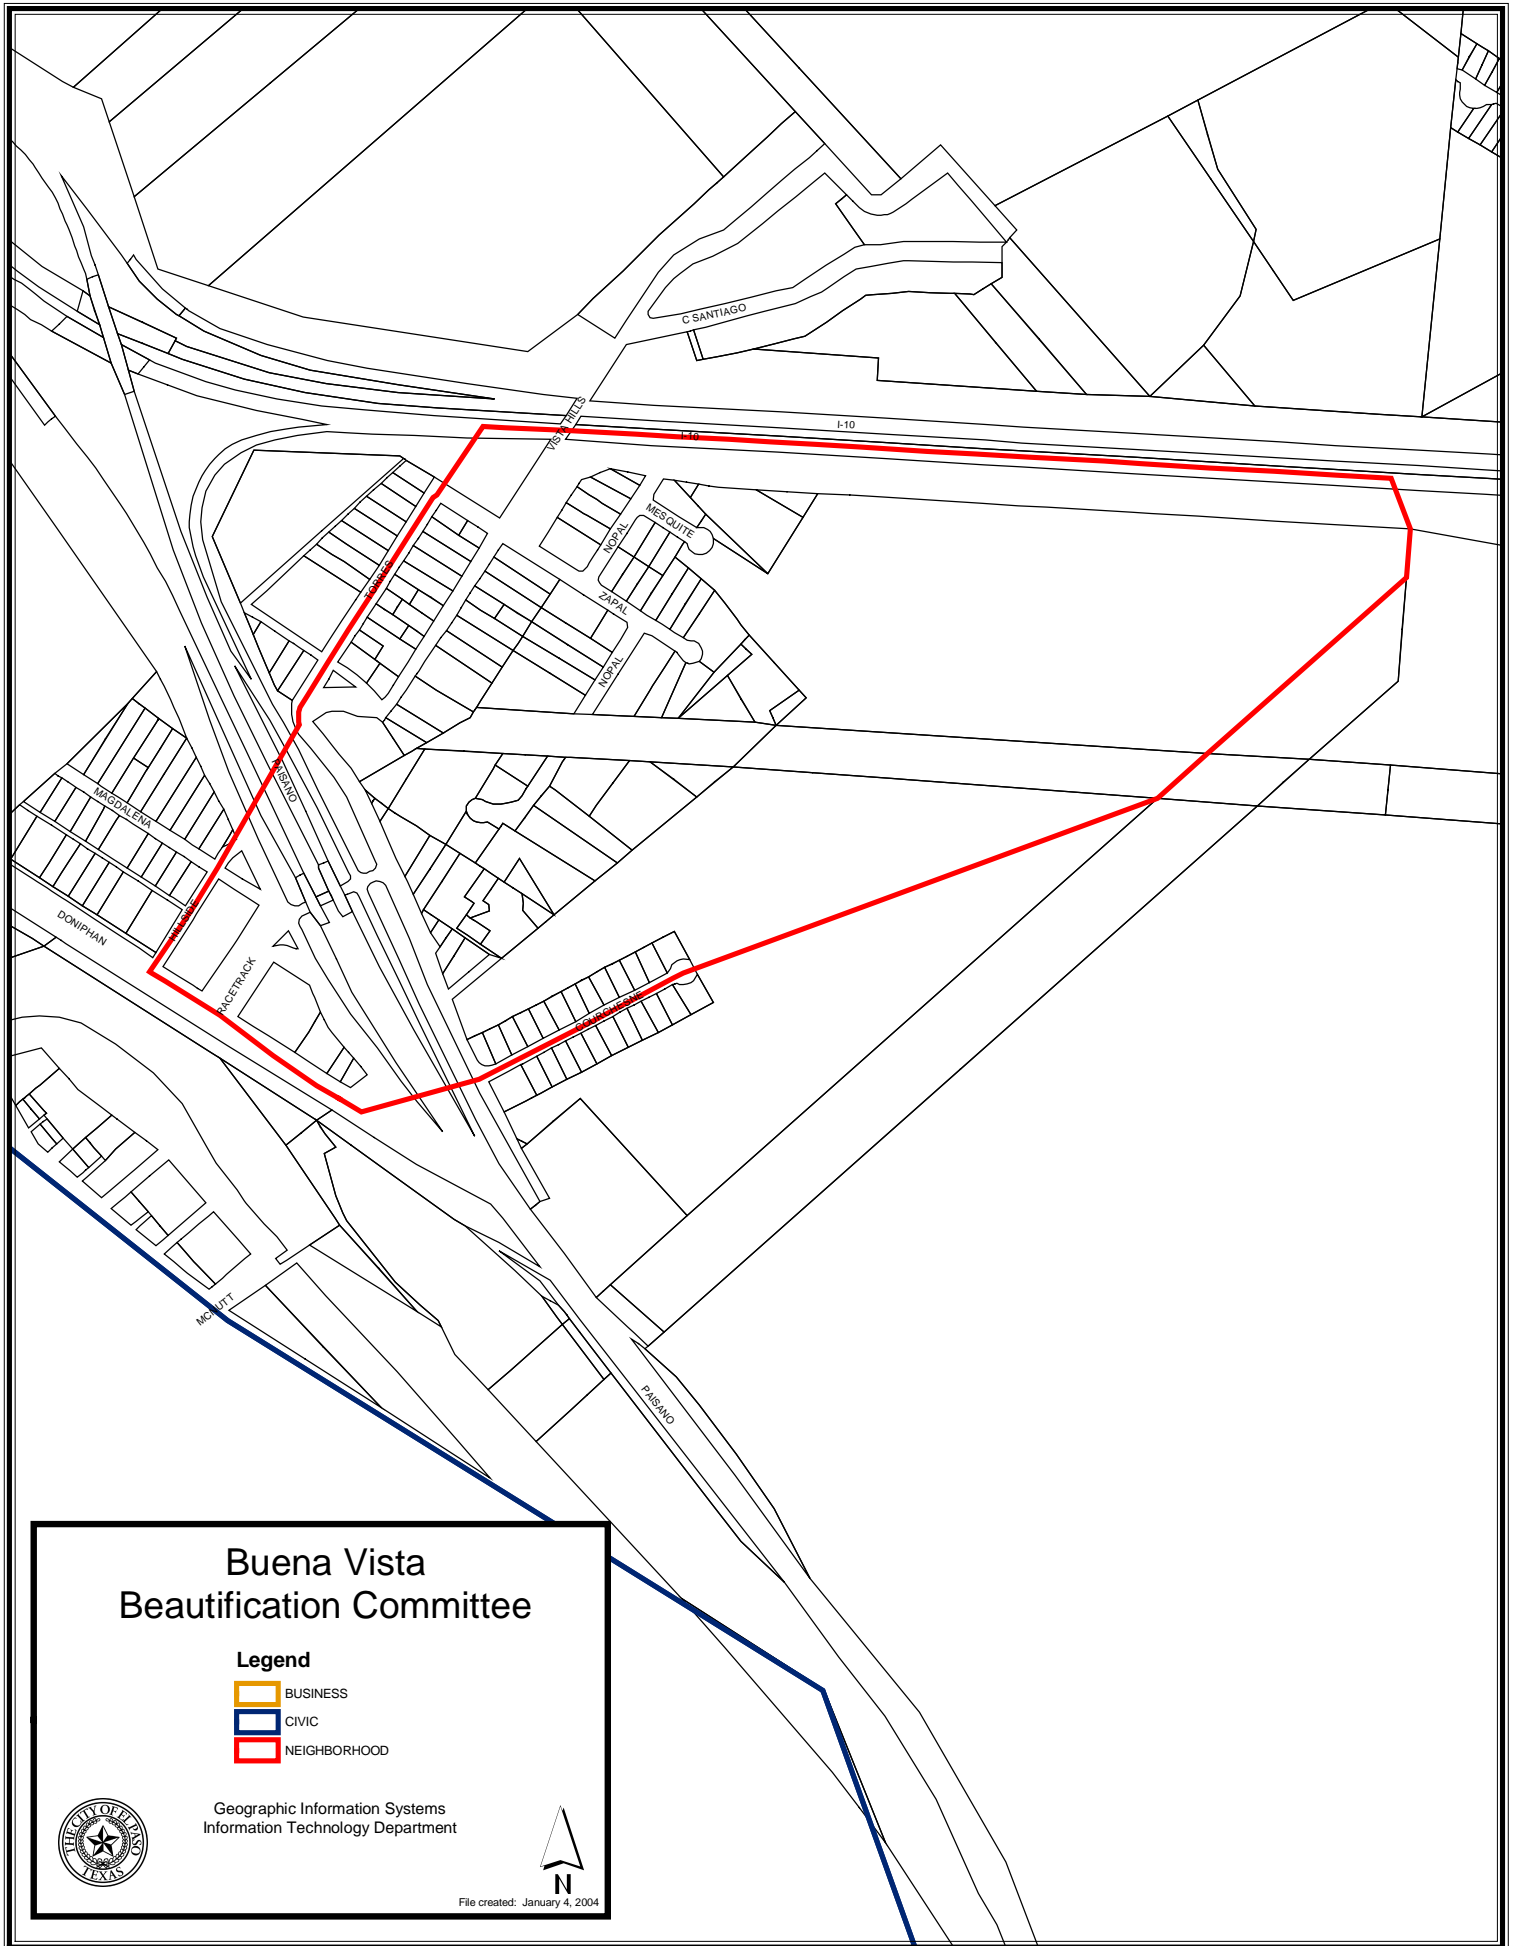 C SANTIAGO
VISTA HILLS
I-10
I-10
MESQUITE
NOPAL
TORRES
ZAPAL
NOPAL
PAISANO
MAGDALENA
HILLSIDE
DONIPHAN
RACETRACK
COURCHESNE
MCNUTT
PAISANO
Buena Vista
Beautification Committee
Legend
BUSINESS
CIVIC
NEIGHBORHOOD
Geographic Information Systems
Information Technology Department
THE CITY OF EL PASO
TEXAS
N
File created: January 4, 2004